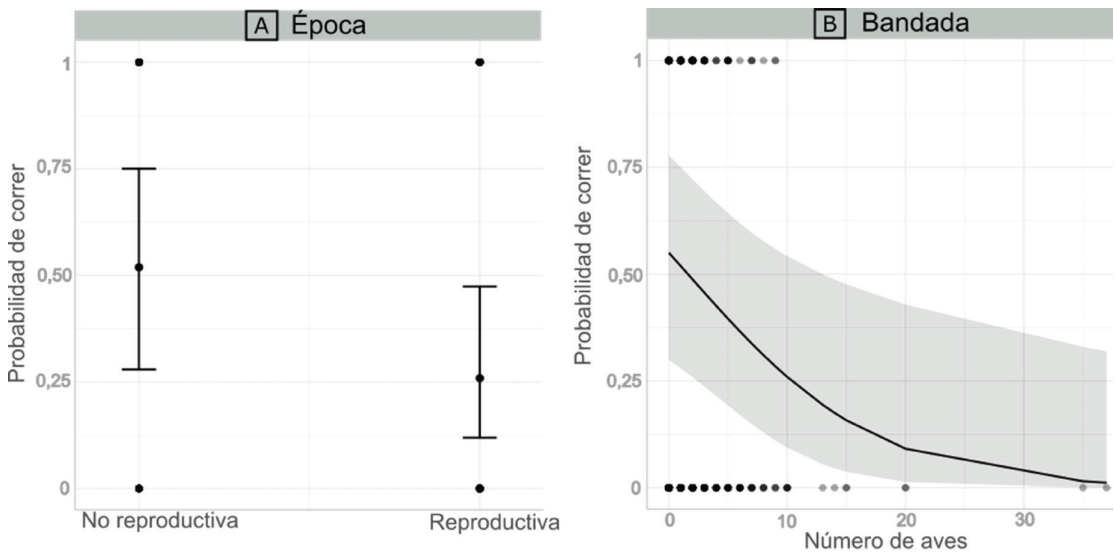 A Época
Probabilidad de correr
1
0,75
0,50
0,25
0
No reproductiva
Reproductiva
B Bandada
Probabilidad de correr
1
0,75
0,50
0,25
0
0 10 20 30
Número de aves